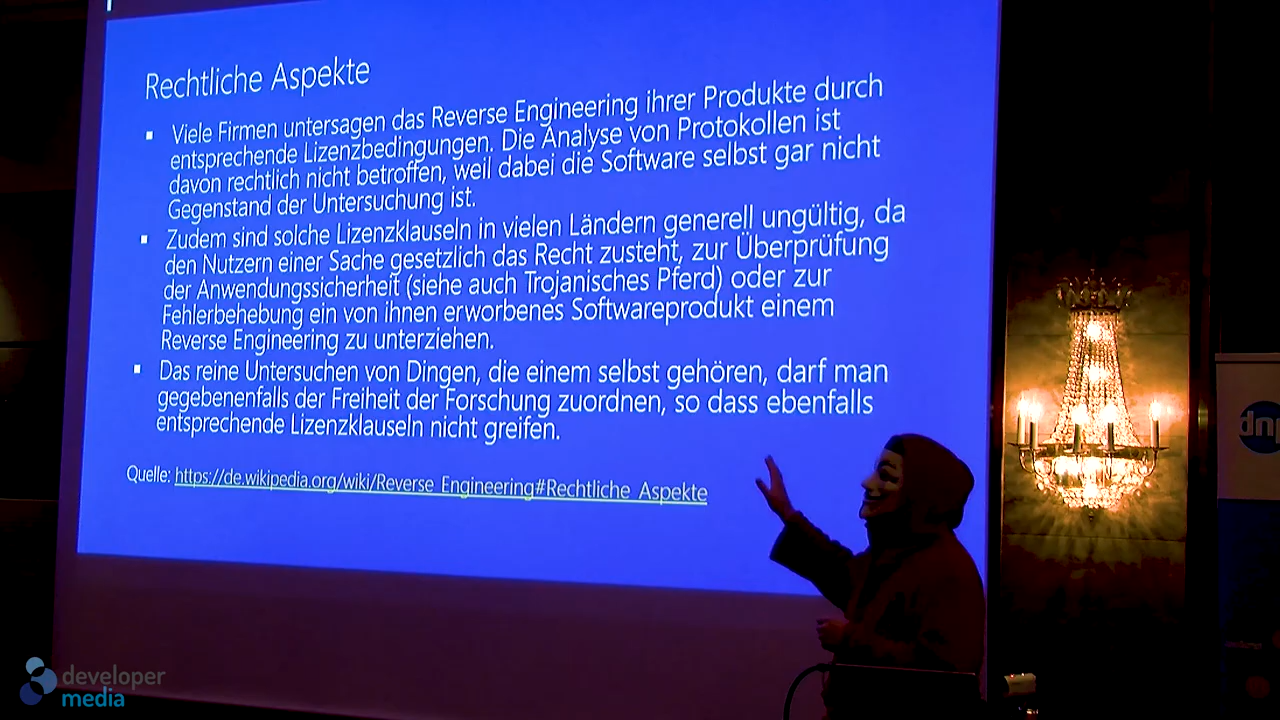 Rechtliche Aspekte
▪ Viele Firmen untersagen das Reverse Engineering ihrer Produkte durch
entsprechende Lizenzbedingungen. Die Analyse von Protokollen ist
davon rechtlich nicht betroffen, weil dabei die Software selbst gar nicht
Gegenstand der Untersuchung ist.
▪ Zudem sind solche Lizenzklauseln in vielen Ländern generell ungültig, da
den Nutzern einer Sache gesetzlich das Recht zusteht, zur Überprüfung
der Anwendungssicherheit (siehe auch Trojanisches Pferd) oder zur
Fehlerbehebung ein von ihnen erworbenes Softwareprodukt einem
Reverse Engineering zu unterziehen.
▪ Das reine Untersuchen von Dingen, die einem selbst gehören, darf man
gegebenenfalls der Freiheit der Forschung zuordnen, so dass ebenfalls
entsprechende Lizenzklauseln nicht greifen.
Quelle: https://de.wikipedia.org/wiki/Reverse_Engineering#Rechtliche_Aspekte
developer
media